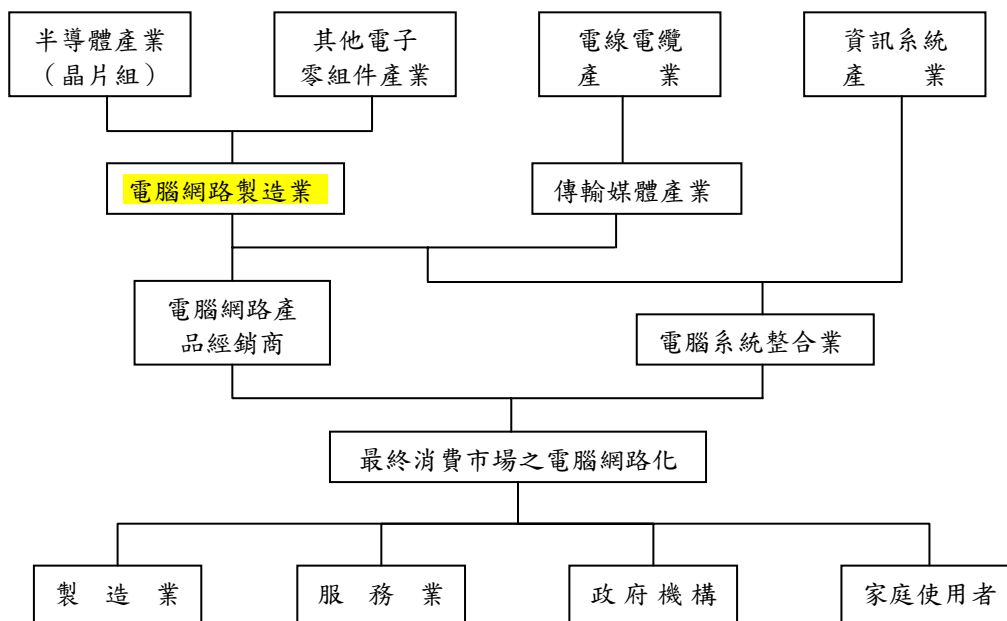 半導體產業
（晶片組）
其他電子
零組件產業
電線電纜
產 業
資訊系統
產 業
電腦網路製造業
傳輸媒體產業
電腦網路產
品經銷商
電腦系統整合業
最終消費市場之電腦網路化
製 造 業
服 務 業
政府機構
家庭使用者